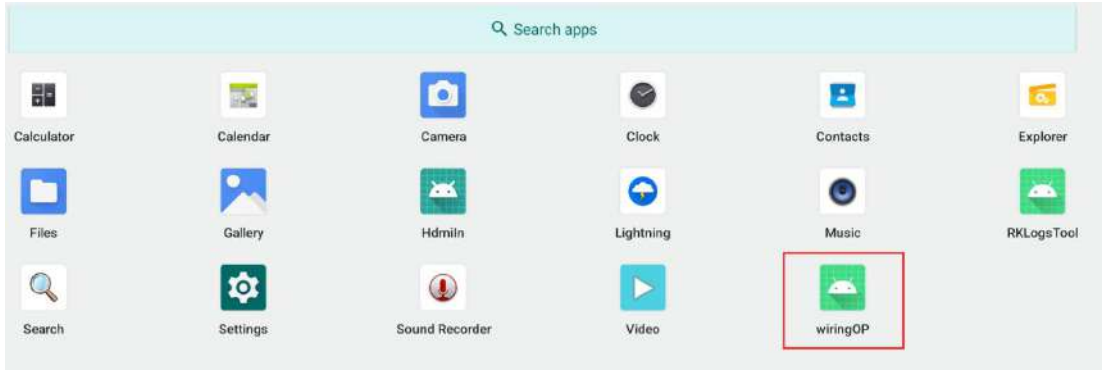 Search apps
Calculator
Calendar
Camera
Clock
Contacts
Explorer
Files
Gallery
HdmiIn
Lightning
Music
RKLogsTool
Search
Settings
Sound Recorder
Video
wiringOP